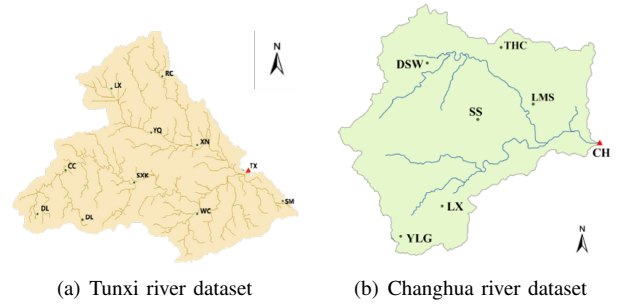 N
RC
LX
YQ
XN
TX
CC
SXK
SM
DL
DL
WC
(a) Tunxi river dataset
THC
DSW
LMS
SS
CH
LX
YLG
N
(b) Changhua river dataset